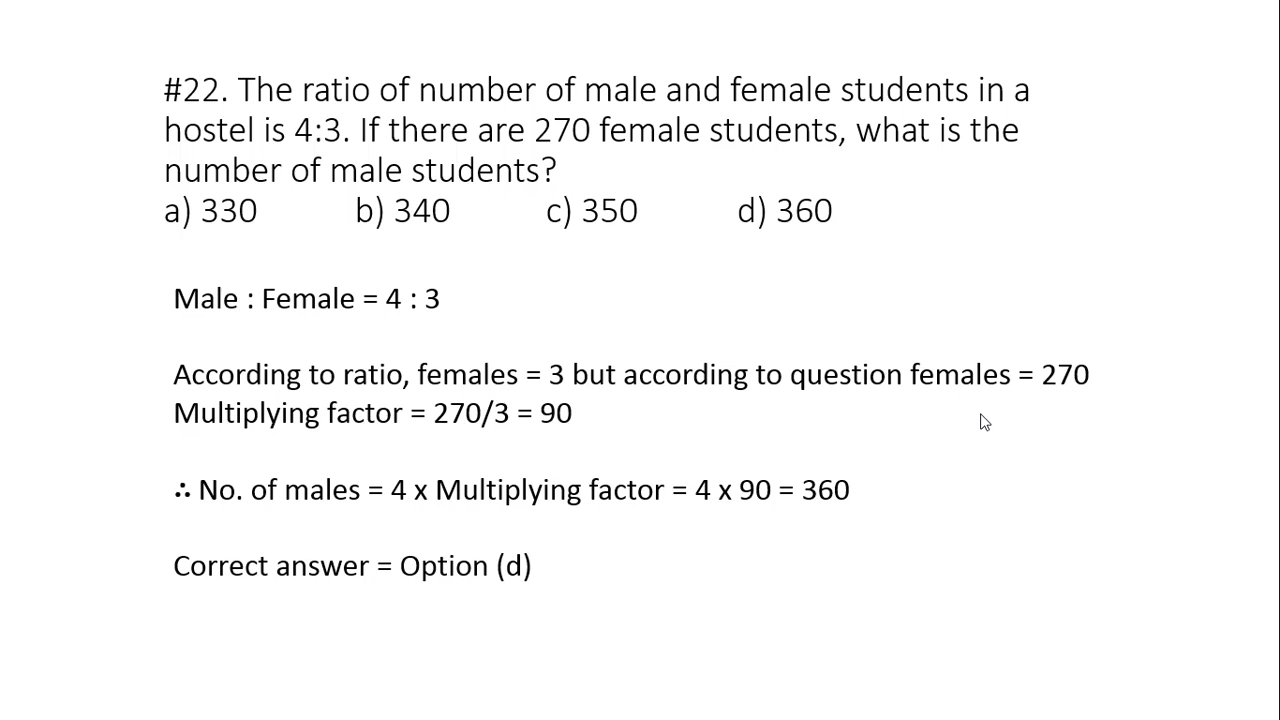 #22. The ratio of number of male and female students in a
hostel is 4:3. If there are 270 female students, what is the
number of male students?
a) 330 b) 340 c) 350 d) 360
Male : Female = 4 : 3
According to ratio, females = 3 but according to question females = 270
Multiplying factor = 270/3 = 90
∴ No. of males = 4 x Multiplying factor = 4 x 90 = 360
Correct answer = Option (d)